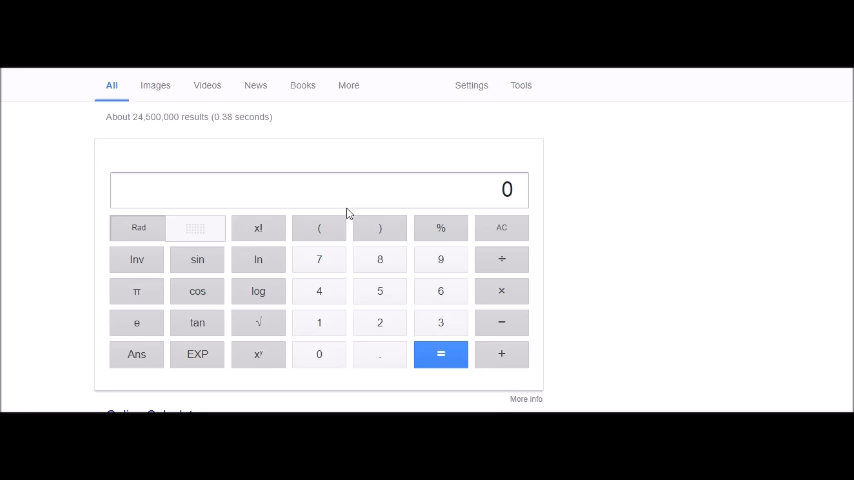 All Images Videos News Books More Settings Tools
About 24,500,000 results (0.38 seconds)
0
Rad x! ( ) % AC
Inv sin ln 7 8 9 ÷
π cos log 4 5 6 ×
e tan √ 1 2 3 −
Ans EXP xʸ 0 . = +
More info